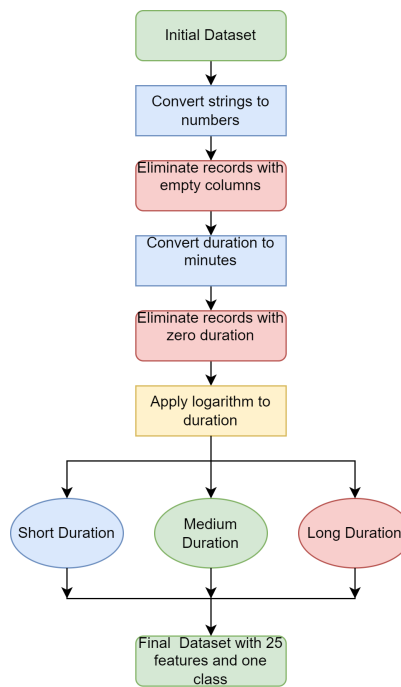 Initial Dataset
Convert strings to
numbers
Eliminate records with
empty columns
Convert duration to
minutes
Eliminate records with
zero duration
Apply logarithm to
duration
Short Duration
Medium
Duration
Long Duration
Final  Dataset with 25
features and one
class